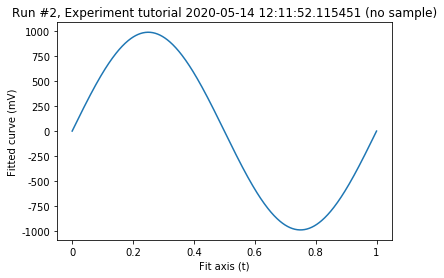 Run #2, Experiment tutorial 2020-05-14 12:11:52.115451 (no sample)
Fitted curve (mV)
1000
750
500
250
0
-250
-500
-750
-1000
0 0.2 0.4 0.6 0.8 1
Fit axis (t)